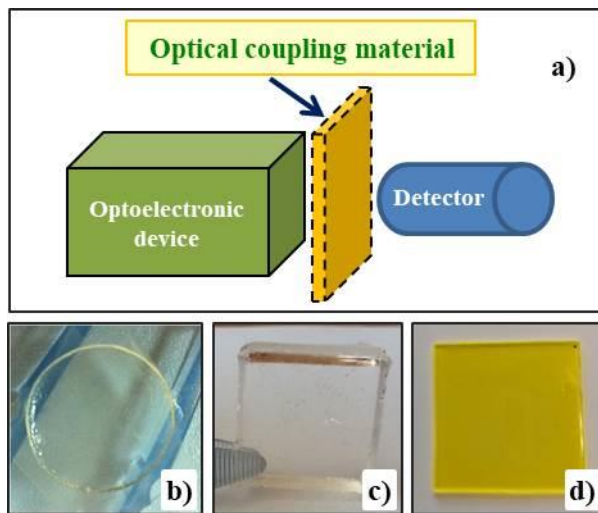 Optical coupling material
a)
Optoelectronic
device
Detector
b)
c)
d)